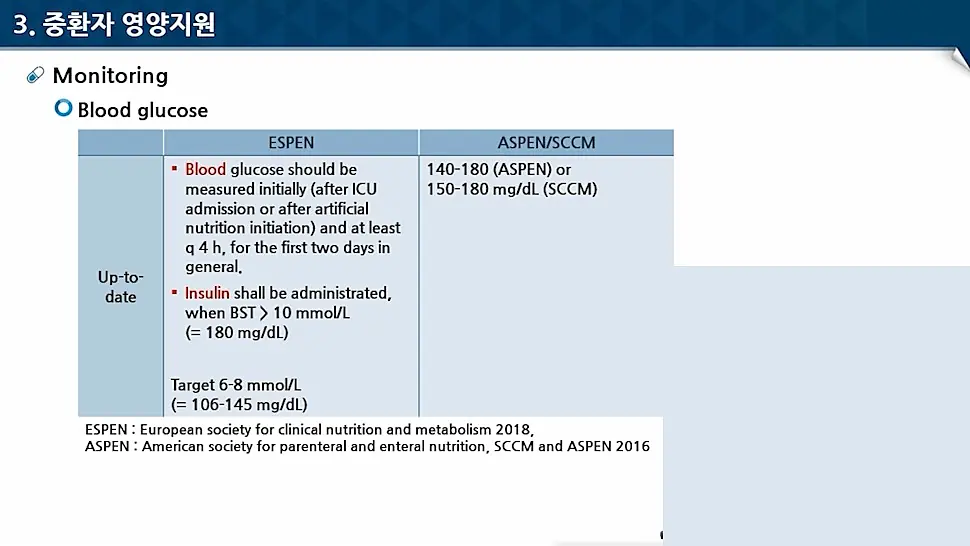 3. 중환자 영양지원
Monitoring
Blood glucose
ESPEN
ASPEN/SCCM
Up-to-
date
▪ Blood glucose should be
measured initially (after ICU
admission or after artificial
nutrition initiation) and at least
q 4 h, for the first two days in
general.
▪ Insulin shall be administrated,
when BST > 10 mmol/L
(= 180 mg/dL)
Target 6-8 mmol/L
(= 106-145 mg/dL)
140-180 (ASPEN) or
150-180 mg/dL (SCCM)
ESPEN : European society for clinical nutrition and metabolism 2018,
ASPEN : American society for parenteral and enteral nutrition, SCCM and ASPEN 2016